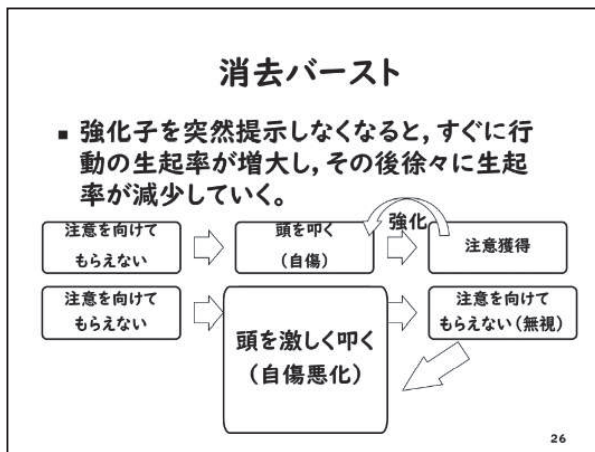 消去バースト
▪ 強化子を突然提示しなくなると，すぐに行
動の生起率が増大し，その後徐々に生起
率が減少していく。
強化
注意を向けて
もらえない
頭を叩く
（自傷）
注意獲得
注意を向けて
もらえない
頭を激しく叩く
（自傷悪化）
注意を向けて
もらえない（無視）
26